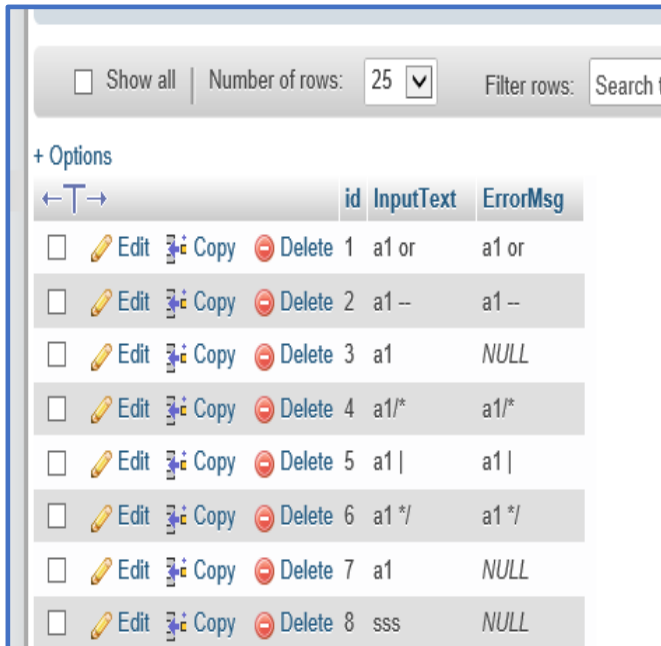 Show all Number of rows: 25 Filter rows: Search
+ Options
←T→ id InputText ErrorMsg
Edit Copy Delete 1 a1 or a1 or
Edit Copy Delete 2 a1 -- a1 --
Edit Copy Delete 3 a1 NULL
Edit Copy Delete 4 a1/* a1/*
Edit Copy Delete 5 a1 | a1 |
Edit Copy Delete 6 a1 */ a1 */
Edit Copy Delete 7 a1 NULL
Edit Copy Delete 8 sss NULL